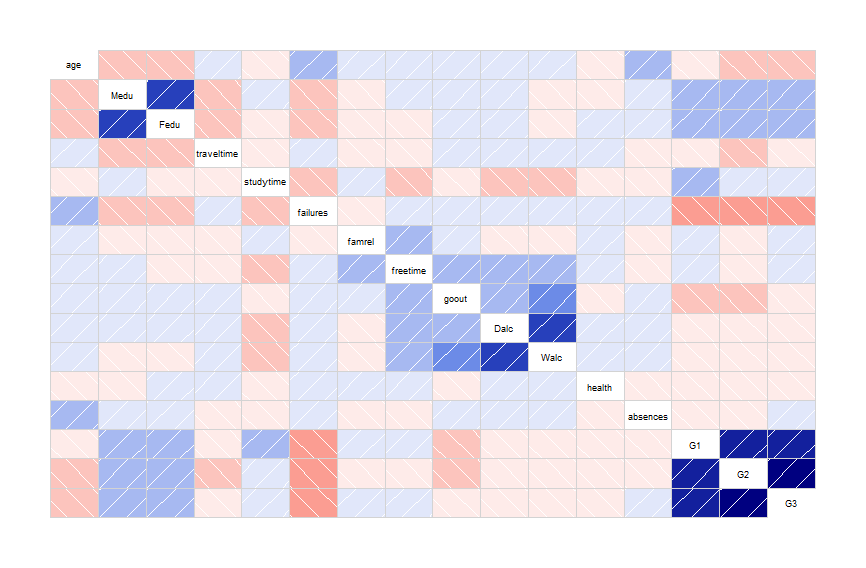 age
Medu
Fedu
traveltime
studytime
failures
famrel
freetime
goout
Dalc
Walc
health
absences
G1
G2
G3